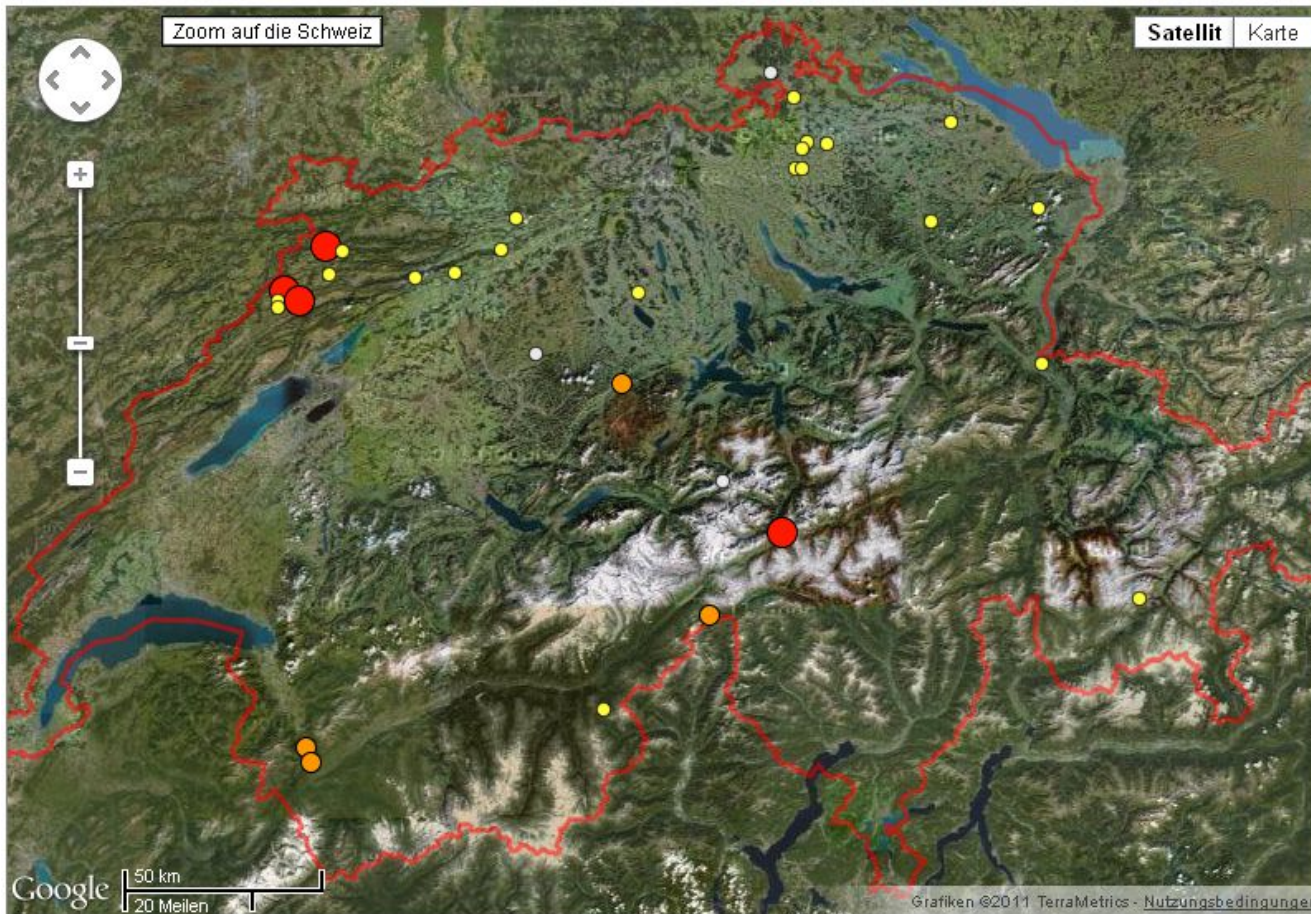 Zoom auf die Schweiz
Satellit Karte
+
−
Google
50 km
20 Meilen
Grafiken ©2011 TerraMetrics - Nutzungsbedingungen